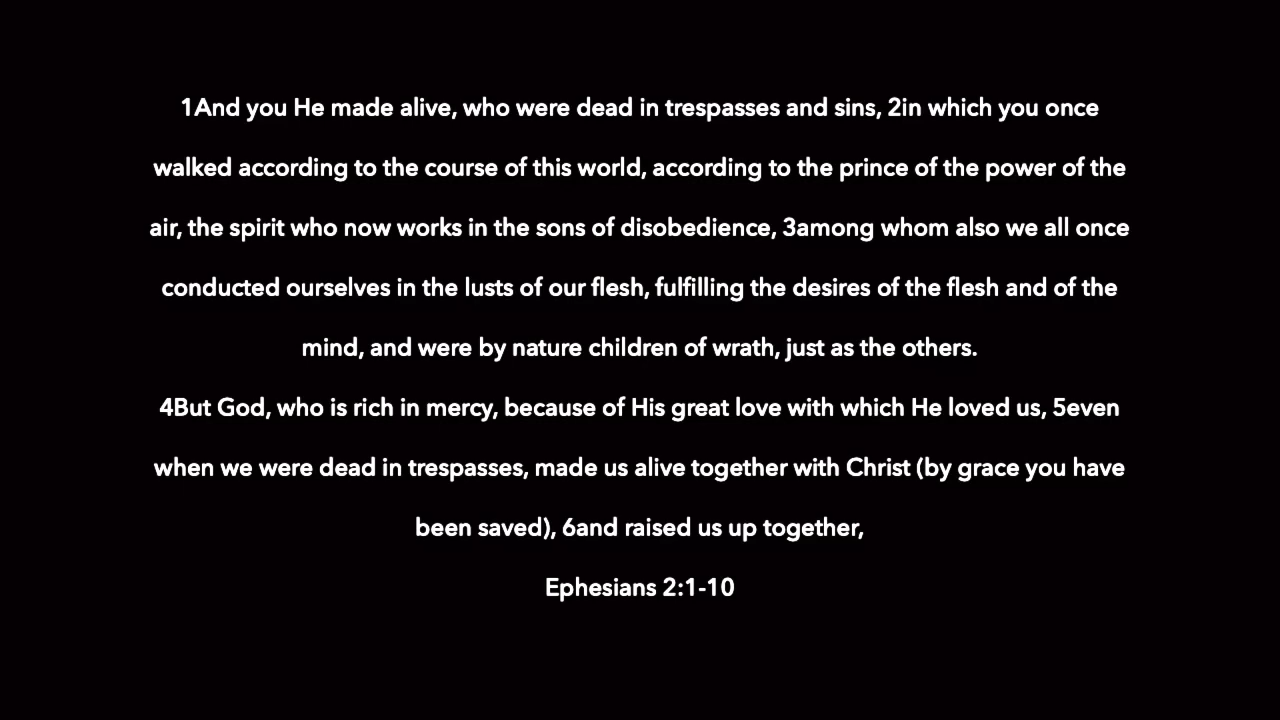 1And you He made alive, who were dead in trespasses and sins, 2in which you once
walked according to the course of this world, according to the prince of the power of the
air, the spirit who now works in the sons of disobedience, 3among whom also we all once
conducted ourselves in the lusts of our flesh, fulfilling the desires of the flesh and of the
mind, and were by nature children of wrath, just as the others.
4But God, who is rich in mercy, because of His great love with which He loved us, 5even
when we were dead in trespasses, made us alive together with Christ (by grace you have
been saved), 6and raised us up together,
Ephesians 2:1-10